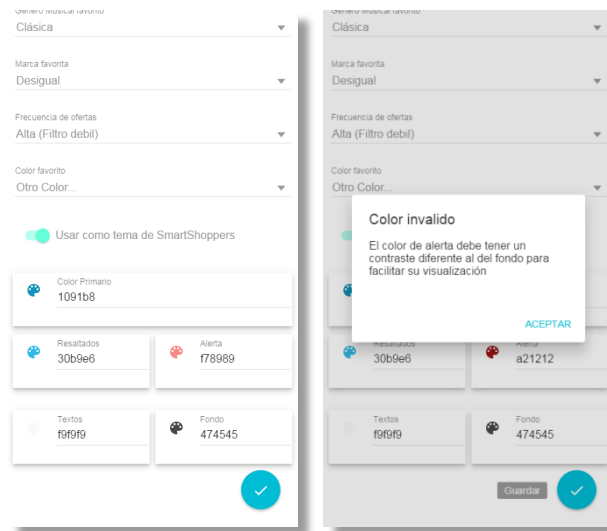 Género Musical favorito
Clásica
Marca favorita
Desigual
Frecuencia de ofertas
Alta (Filtro debil)
Color favorito
Otro Color...
Usar como tema de SmartShoppers
Color Primario
1091b8
Resaltados
30b9e6
Alerta
f78989
Textos
f9f9f9
Fondo
474545
Género Musical favorito
Clásica
Marca favorita
Desigual
Frecuencia de ofertas
Alta (Filtro debil)
Color favorito
Otro Color...
Color invalido
El color de alerta debe tener un
contraste diferente al del fondo para
facilitar su visualización
ACEPTAR
Resaltados
30b9e6
Alerta
a21212
Textos
f9f9f9
Fondo
474545
Guardar